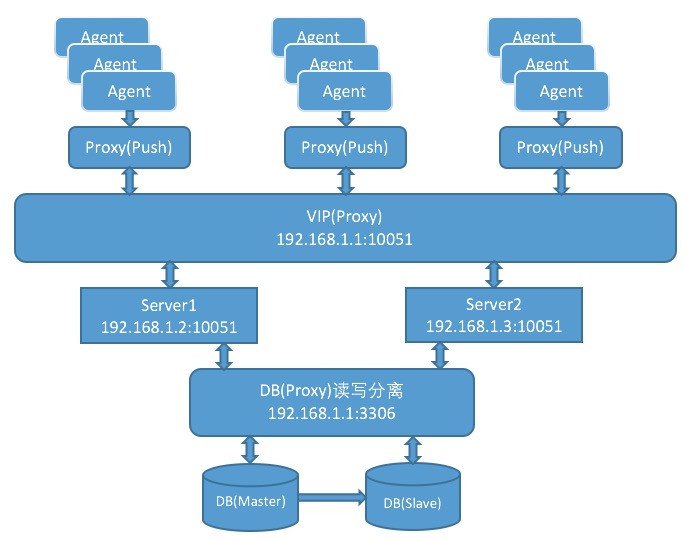 Agent
Agent
Agent
Agent
Agent
Agent
Agent
Agent
Agent
Proxy(Push)
Proxy(Push)
Proxy(Push)
VIP(Proxy)
192.168.1.1:10051
Server1
192.168.1.2:10051
Server2
192.168.1.3:10051
DB(Proxy)读写分离
192.168.1.1:3306
DB(Master)
DB(Slave)